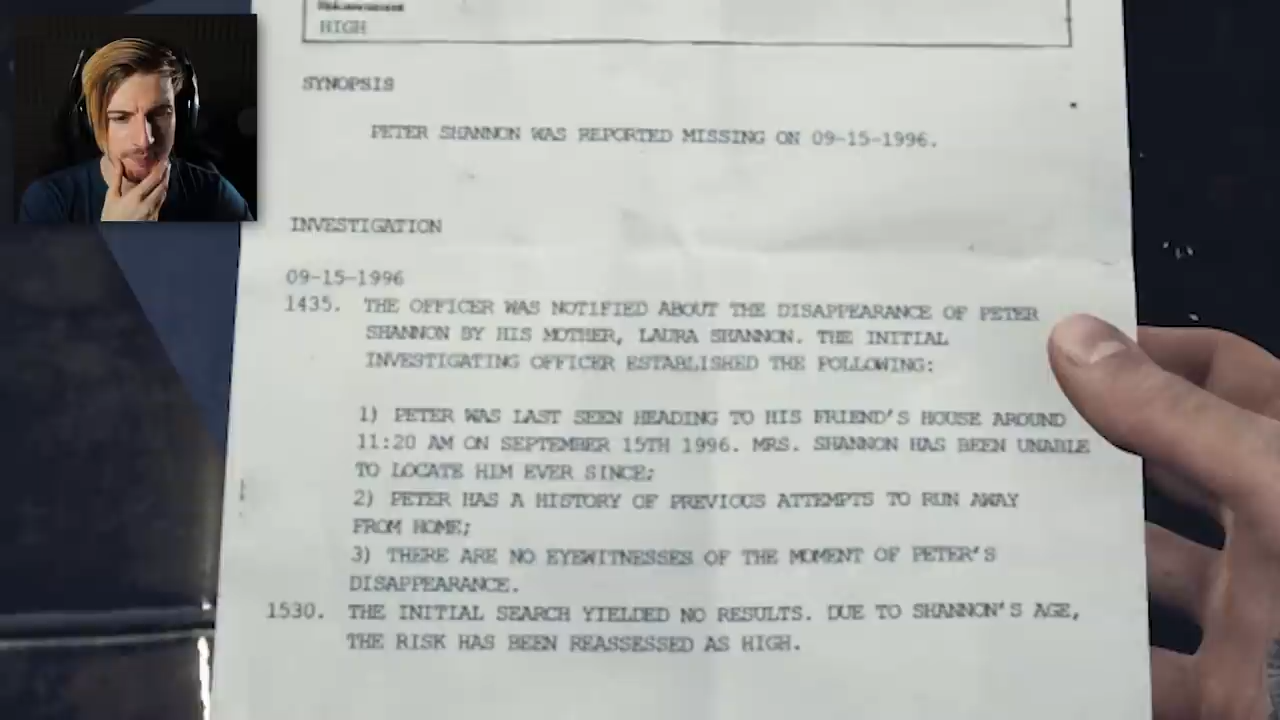 HIGH
SYNOPSIS
PETER SHANNON WAS REPORTED MISSING ON 09-15-1996.
INVESTIGATION
09-15-1996
1435. THE OFFICER WAS NOTIFIED ABOUT THE DISAPPEARANCE OF PETER
SHANNON BY HIS MOTHER, LAURA SHANNON. THE INITIAL
INVESTIGATING OFFICER ESTABLISHED THE FOLLOWING:
1) PETER WAS LAST SEEN HEADING TO HIS FRIEND'S HOUSE AROUND
11:20 AM ON SEPTEMBER 15TH 1996. MRS. SHANNON HAS BEEN UNABLE
TO LOCATE HIM EVER SINCE;
2) PETER HAS A HISTORY OF PREVIOUS ATTEMPTS TO RUN AWAY
FROM HOME;
3) THERE ARE NO EYEWITNESSES OF THE MOMENT OF PETER'S
DISAPPEARANCE.
1530. THE INITIAL SEARCH YIELDED NO RESULTS. DUE TO SHANNON'S AGE,
THE RISK HAS BEEN REASSESSED AS HIGH.